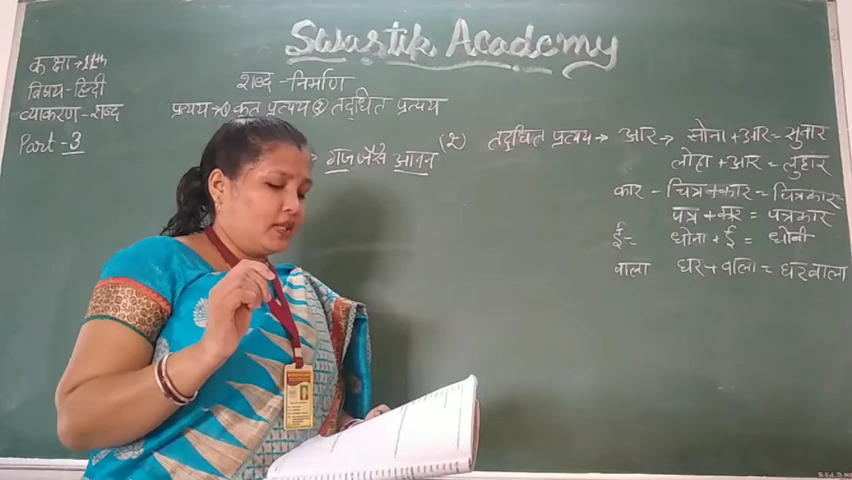 Swastik Academy
कक्षा → 11th
विषय - हिन्दी
व्याकरण - शब्द
Part - 3
शब्द - निर्माण
प्रत्यय → ① कृत प्रत्यय ② तद्धित प्रत्यय
गज जैसे आनन
(2) तद्धित प्रत्यय → आर → सोना + आर = सुनार
लोहा + आर = लुहार
कार - चित्र + कार = चित्रकार
पत्र + कार = पत्रकार
ई = धोना + ई = धोबी
वाला घर + वाला = घरवाला